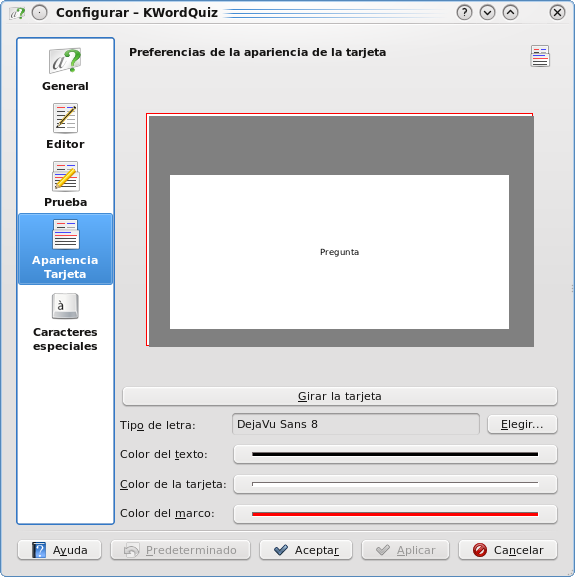 Configurar – KWordQuiz
General
Editor
Prueba
Apariencia
Tarjeta
Caracteres
especiales
Preferencias de la apariencia de la tarjeta
Pregunta
Girar la tarjeta
Tipo de letra: DejaVu Sans 8 Elegir...
Color del texto:
Color de la tarjeta:
Color del marco:
Ayuda Predeterminado Aceptar Aplicar Cancelar